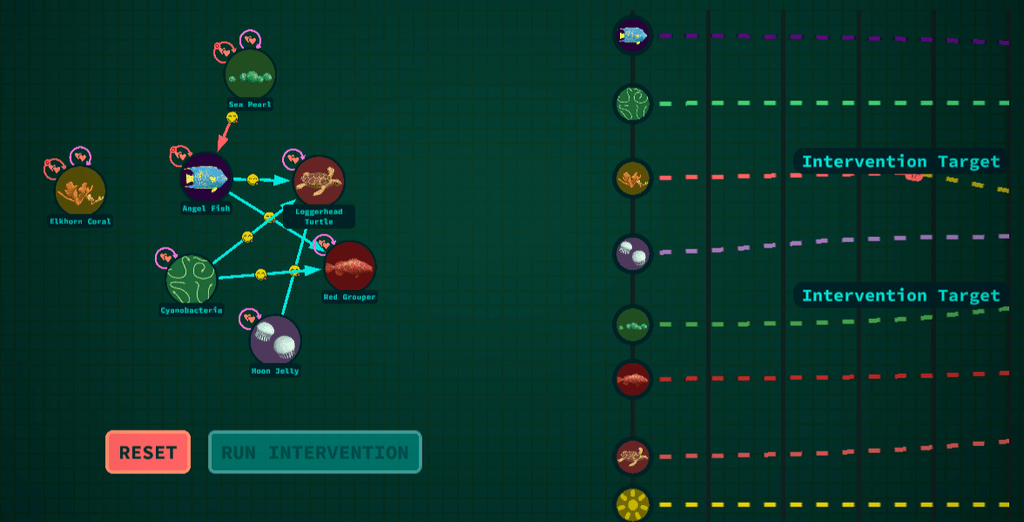 Sea Pearl
Intervention Target
Angel Fish
Elkhorn Coral
Loggerhead
Turtle
Cyanobacteria
Red Grouper
Intervention Target
Moon Jelly
RESET
RUN INTERVENTION